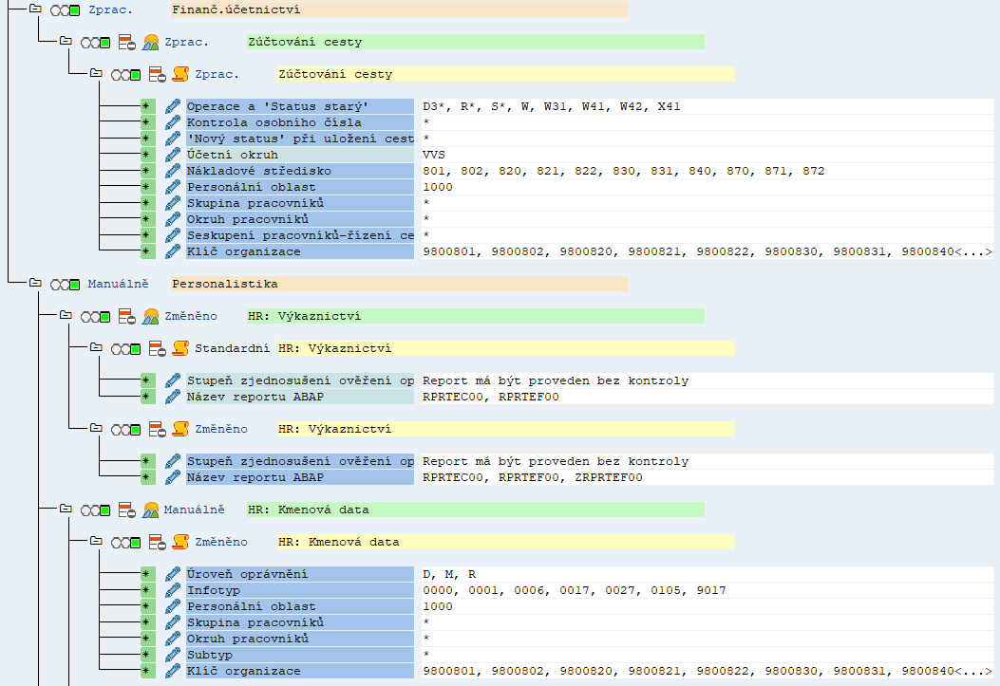 Zprac. Finanč.účetnictví
Zprac. Zúčtování cesty
Zprac. Zúčtování cesty
Operace a 'Status starý' D3*, R*, S*, W, W31, W41, W42, X41
Kontrola osobního čísla *
'Nový status' při uložení cest *
Účetní okruh VVS
Nákladové středisko 801, 802, 820, 821, 822, 830, 831, 840, 870, 871, 872
Personální oblast 1000
Skupina pracovníků *
Okruh pracovníků *
Seskupení pracovníků-řízení ce *
Klíč organizace 9800801, 9800802, 9800820, 9800821, 9800822, 9800830, 9800831, 9800840<...>
Manuálně Personalistika
Změněno HR: Výkaznictví
Standardní HR: Výkaznictví
Stupeň zjednosušení ověření op Report má být proveden bez kontroly
Název reportu ABAP RPRTEC00, RPRTEF00
Změněno HR: Výkaznictví
Stupeň zjednosušení ověření op Report má být proveden bez kontroly
Název reportu ABAP RPRTEC00, RPRTEF00, ZRPRTEF00
Manuálně HR: Kmenová data
Změněno HR: Kmenová data
Úroveň oprávnění D, M, R
Infotyp 0000, 0001, 0006, 0017, 0027, 0105, 9017
Personální oblast 1000
Skupina pracovníků *
Okruh pracovníků *
Subtyp *
Klíč organizace 9800801, 9800802, 9800820, 9800821, 9800822, 9800830, 9800831, 9800840<...>